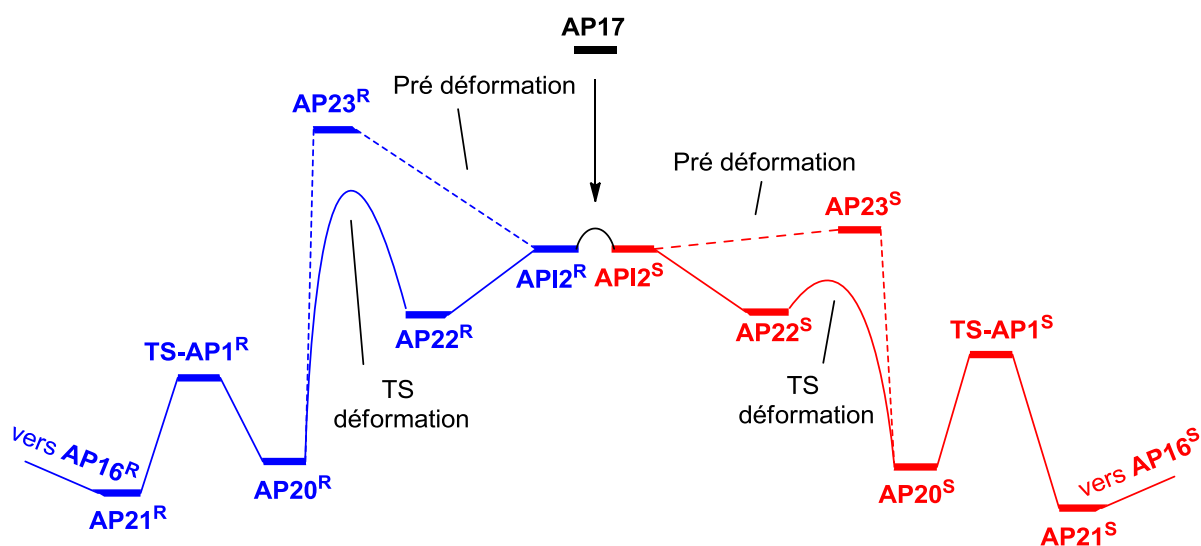 AP17
Pré déformation
AP23R
Pré déformation
AP23S
API2R
API2S
AP22R
AP22S
TS-AP1R
TS-AP1S
TS
déformation
TS
déformation
vers AP16R
vers AP16S
AP20R
AP20S
AP21R
AP21S